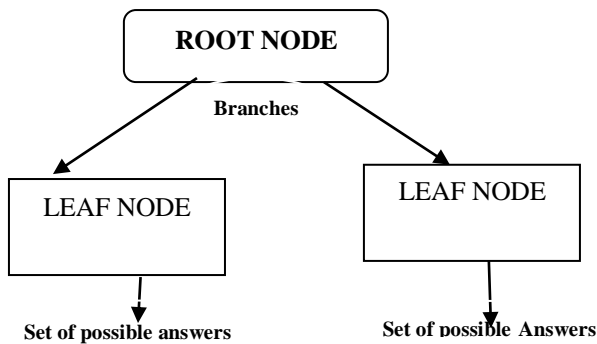 ROOT NODE
Branches
LEAF NODE
LEAF NODE
Set of possible answers
Set of possible Answers